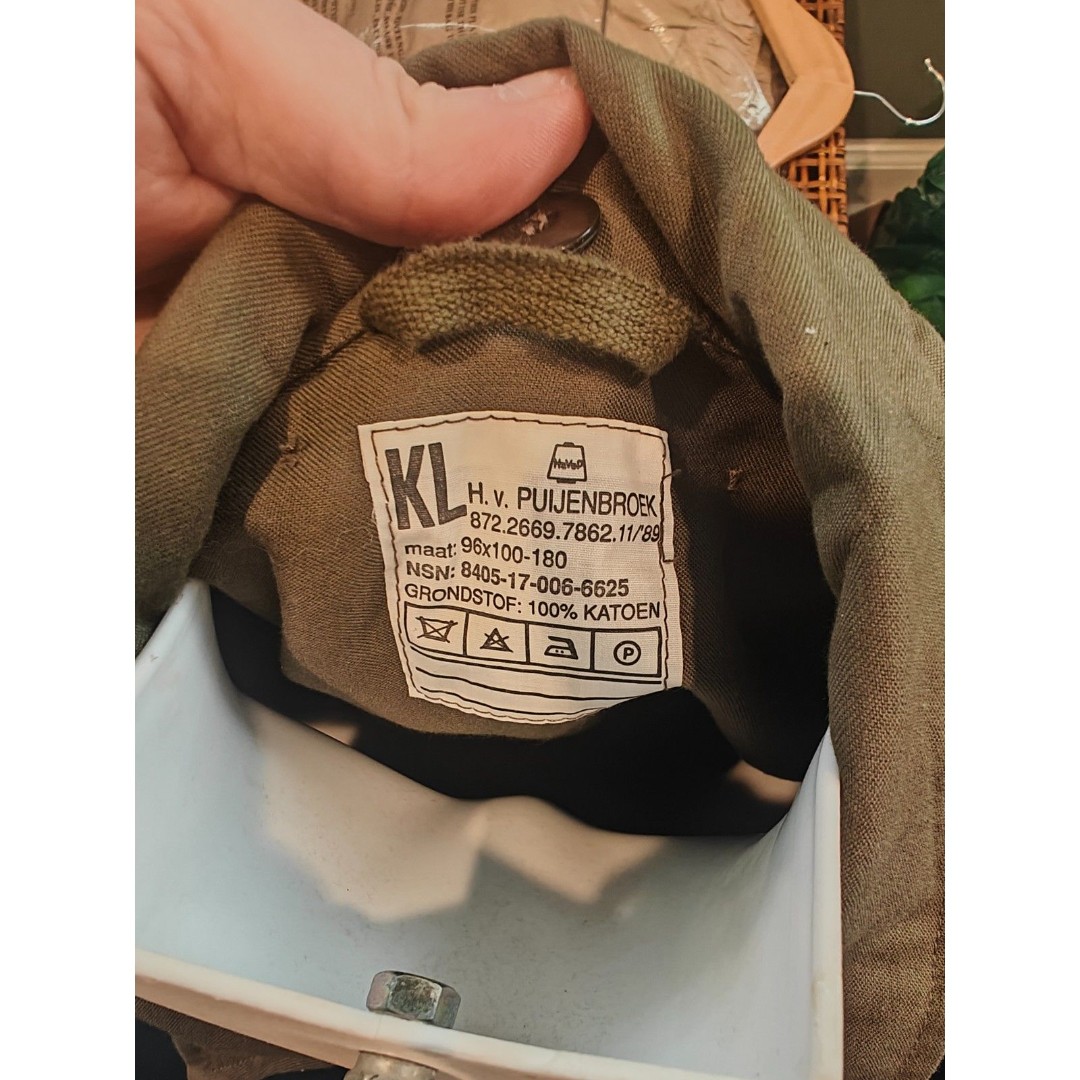 KL
HaVeP
H. v. PUIJENBROEK
872.2669.7862.11/'89
maat: 96x100-180
NSN: 8405-17-006-6625
GRONDSTOF: 100% KATOEN
P